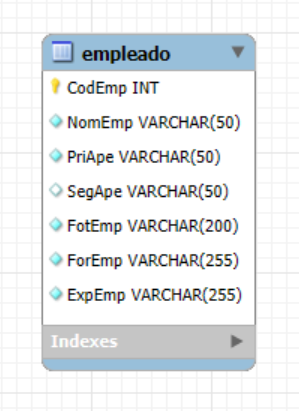 empleado
CodEmp INT
NomEmp VARCHAR(50)
PriApe VARCHAR(50)
SegApe VARCHAR(50)
FotEmp VARCHAR(200)
ForEmp VARCHAR(255)
ExpEmp VARCHAR(255)
Indexes